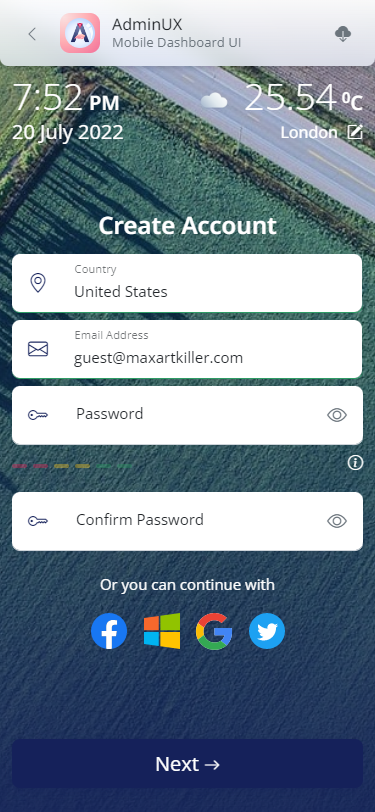 AdminUX
Mobile Dashboard UI
7:52 PM
25.54 ⁰C
20 July 2022
London
Create Account
Country
United States
Email Address
guest@maxartkiller.com
Password
Confirm Password
Or you can continue with
Next →